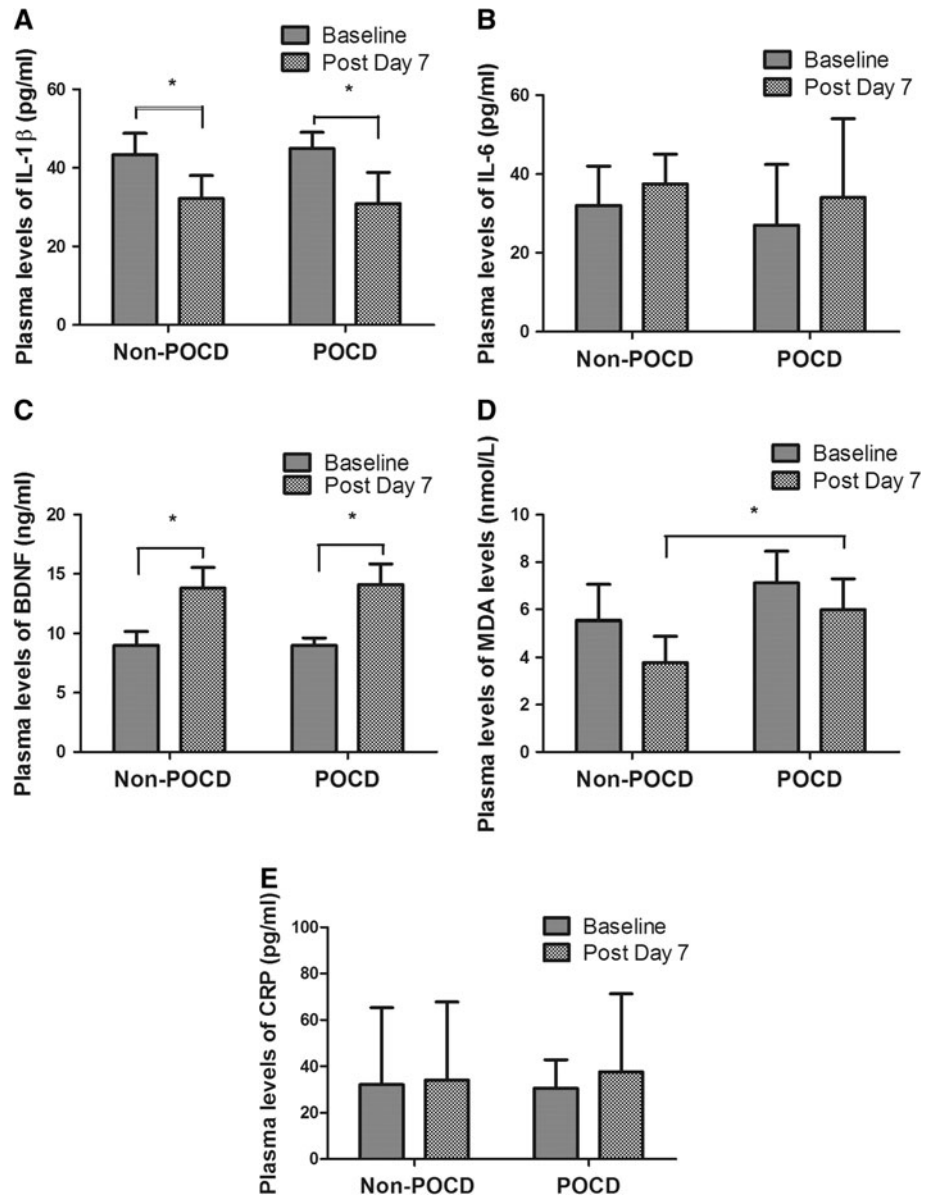 A
Baseline
Post Day 7
Plasma levels of IL-1β (pg/ml)
60
40
20
0
*
*
Non-POCD
POCD
B
Baseline
Post Day 7
Plasma levels of IL-6 (pg/ml)
60
40
20
0
Non-POCD
POCD
C
Baseline
Post Day 7
Plasma levels of BDNF (ng/ml)
20
15
10
5
0
*
*
Non-POCD
POCD
D
Baseline
Post Day 7
Plasma levels of MDA levels (nmol/L)
10
8
6
4
2
0
*
Non-POCD
POCD
E
Baseline
Post Day 7
Plasma levels of CRP (pg/ml)
100
80
60
40
20
0
Non-POCD
POCD